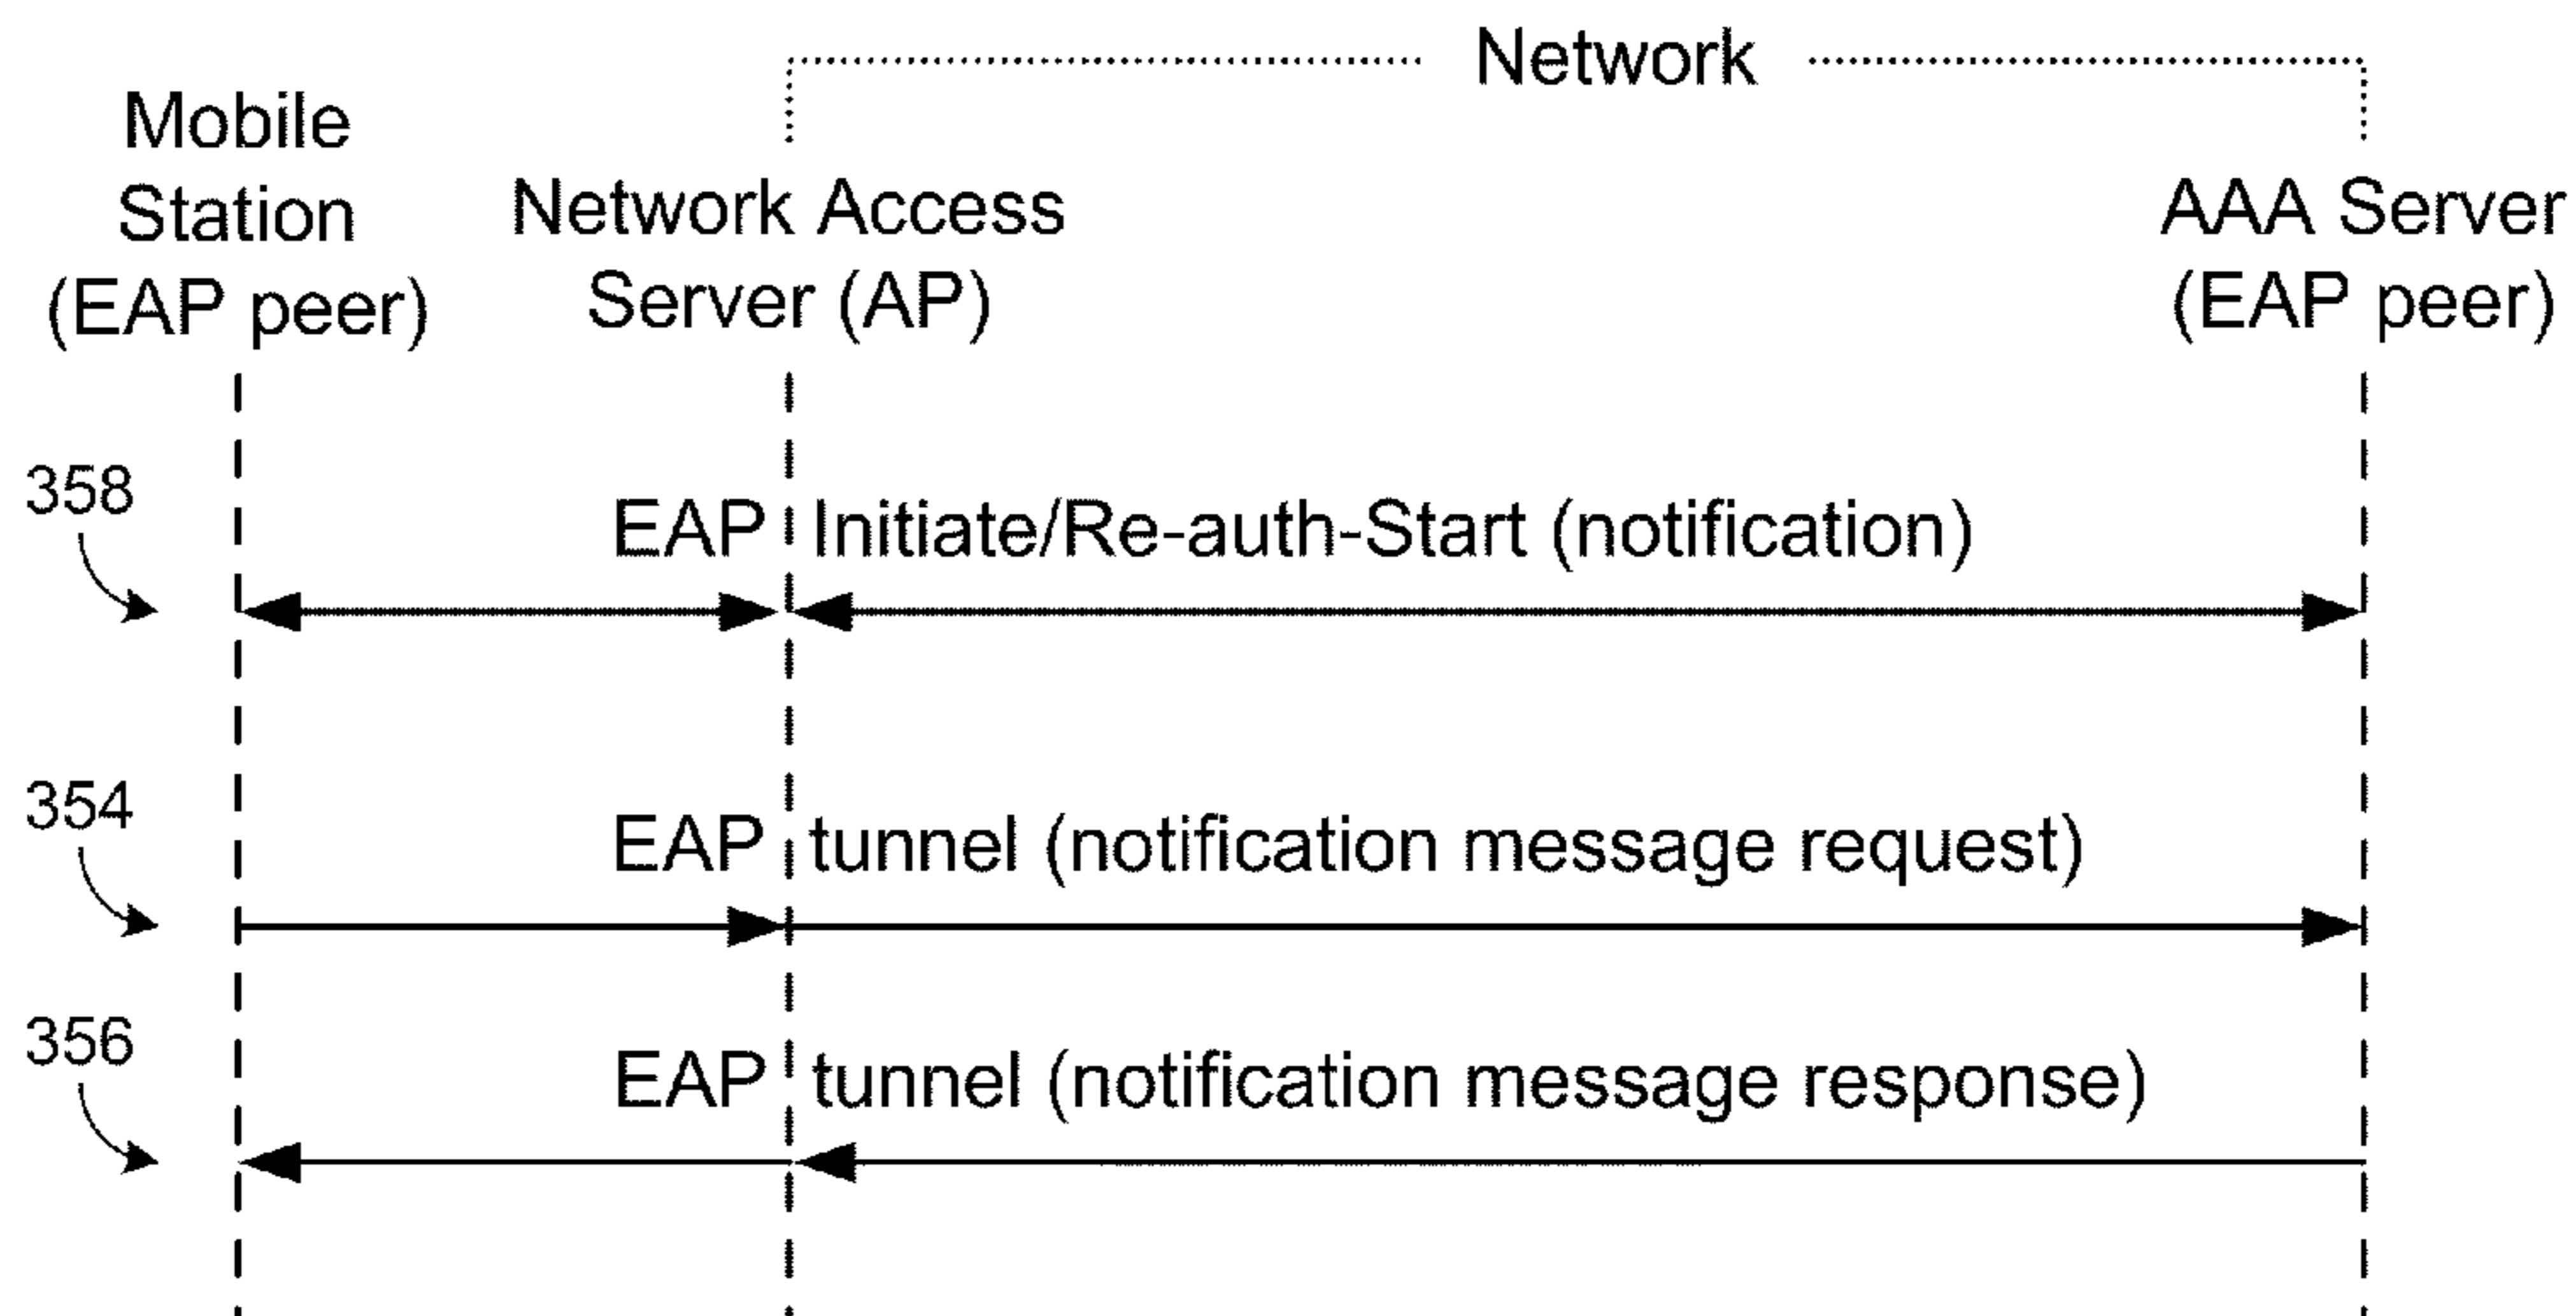 Network
Mobile
Station
(EAP peer)
Network Access
Server (AP)
AAA Server
(EAP peer)
358
EAP Initiate/Re-auth-Start (notification)
354
EAP tunnel (notification message request)
356
EAP tunnel (notification message response)